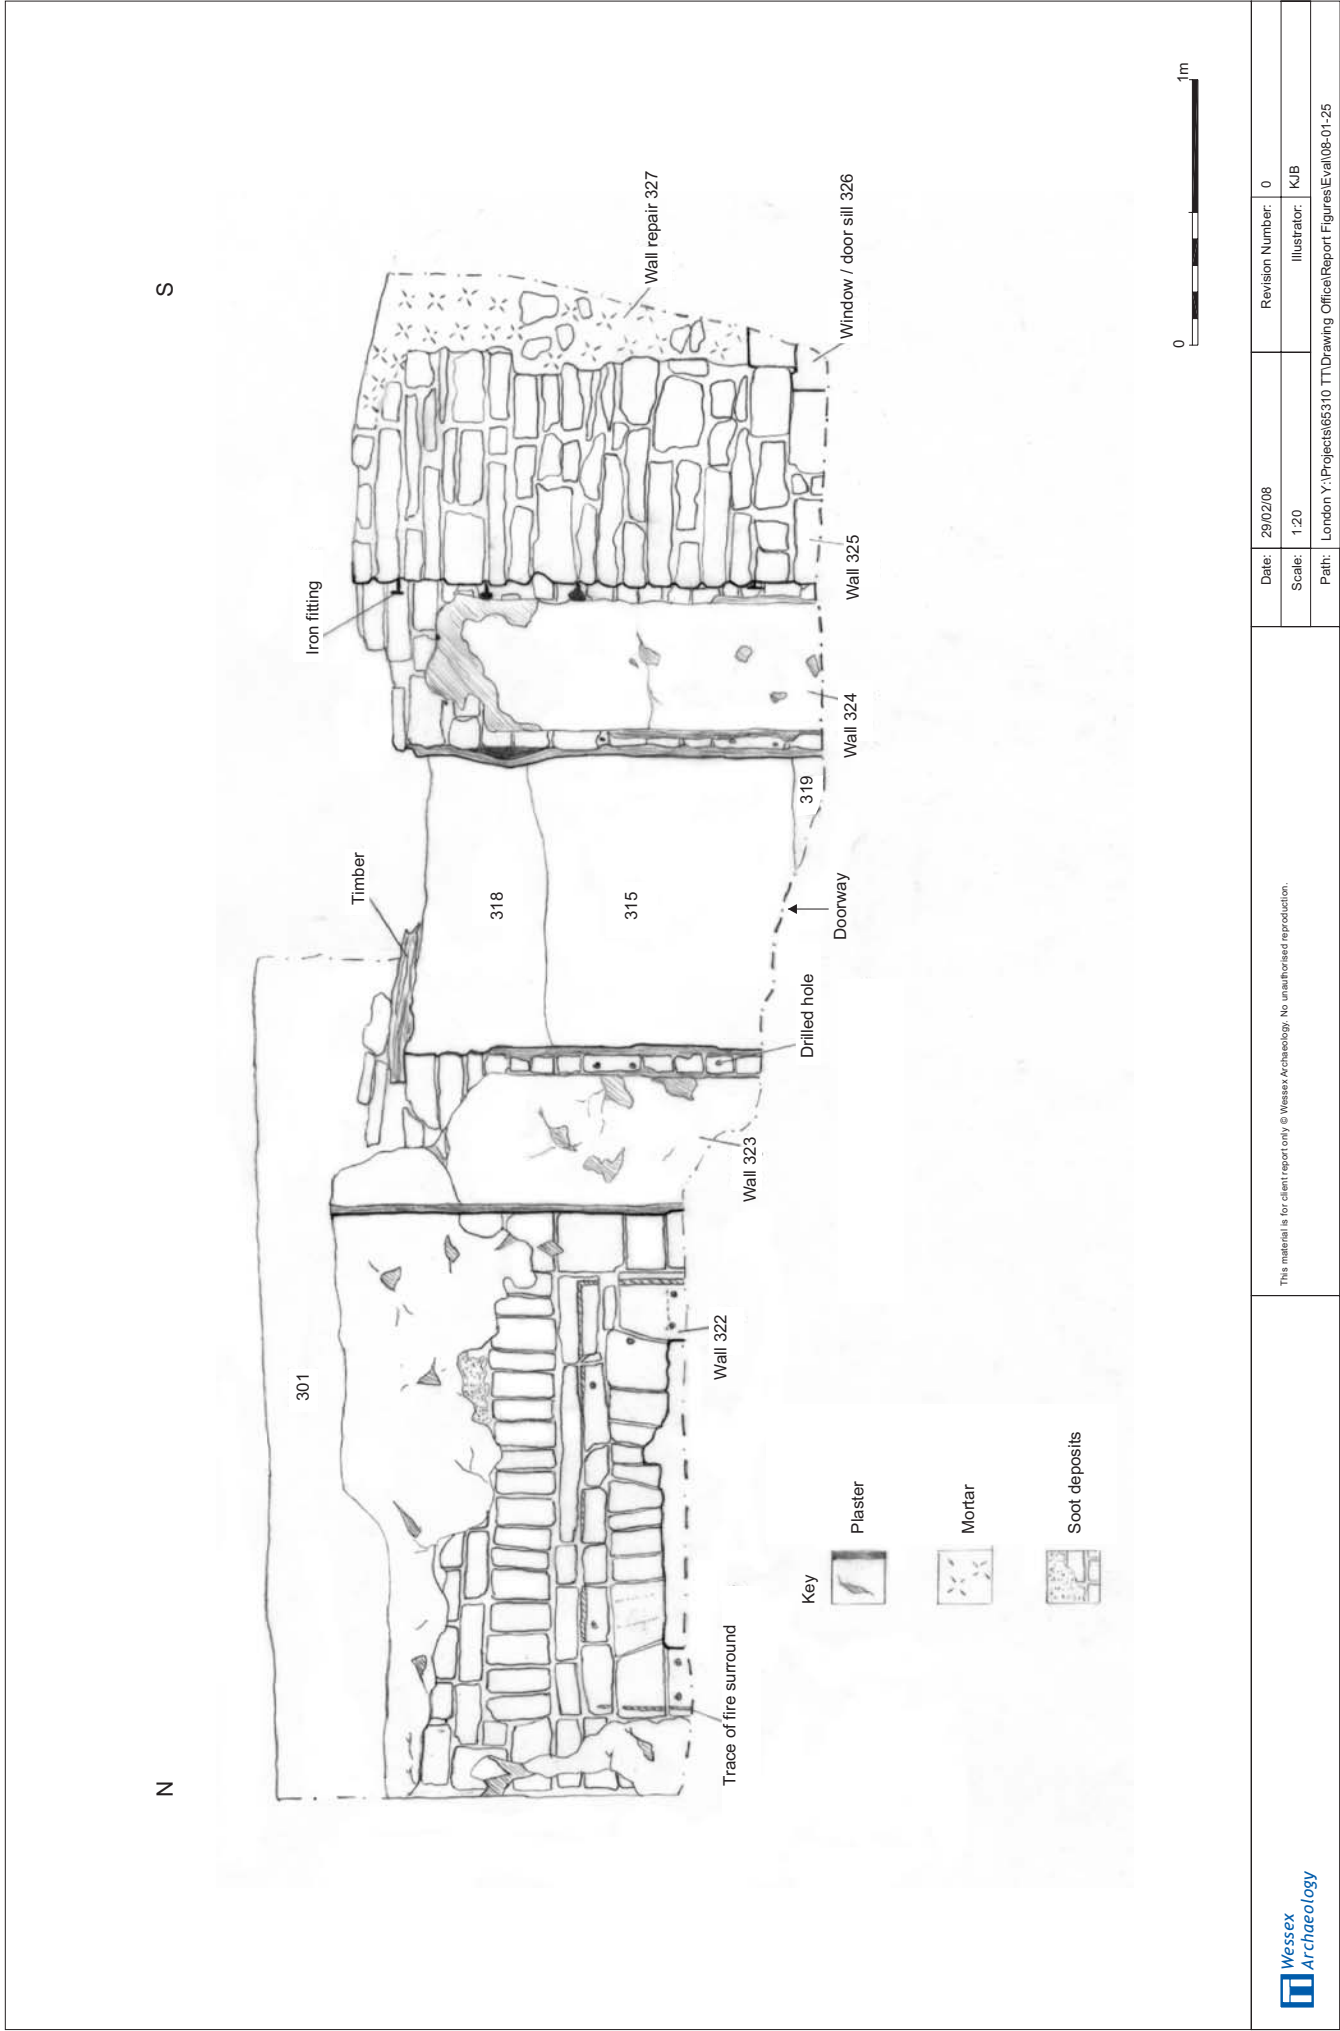 N
S
301
Timber
Iron fitting
Wall repair 327
318
315
319
Window / door sill 326
Wall 325
Wall 324
Doorway
Drilled hole
Wall 323
Wall 322
Trace of fire surround
Key
Plaster
Mortar
Soot deposits
0
1m
Wessex
Archaeology
This material is for client report only © Wessex Archaeology. No unauthorised reproduction.
Date: 29/02/08 Revision Number: 0
Scale: 1:20 Illustrator: KJB
Path: London Y:\Projects\65310 TT\Drawing Office\Report Figures\Eval\08-01-25